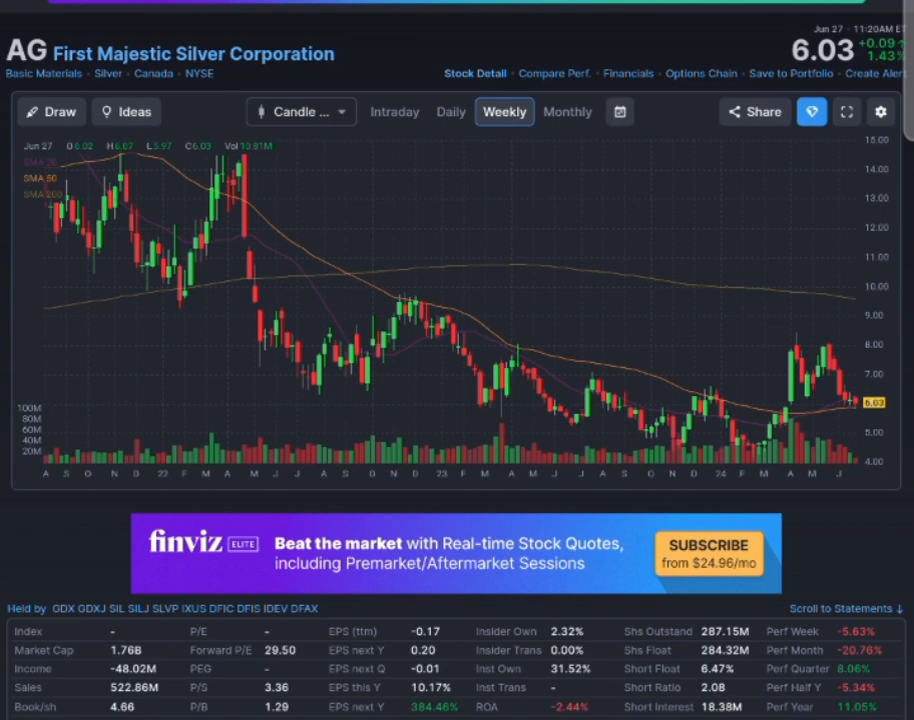 Jun 27 · 11:20AM ET
AG First Majestic Silver Corporation 6.03 +0.09
1.43%
Basic Materials · Silver · Canada · NYSE Stock Detail · Compare Perf. · Financials · Options Chain · Save to Portfolio · Create Alert
Draw Ideas Candle ... Intraday Daily Weekly Monthly Share
Jun 27 O6.02 H6.07 L5.97 C6.03 Vol 10.81M
SMA 20
SMA 50
SMA 200
15.00
14.00
13.00
12.00
11.00
10.00
9.00
8.00
7.00
6.03
5.00
4.00
100M
80M
60M
40M
20M
A S O N D 22 F M A M J J A S O N D 23 F M A M J J A S O N D 24 F M A M J
finviz ELITE Beat the market with Real-time Stock Quotes,
including Premarket/Aftermarket Sessions
SUBSCRIBE
from $24.96/mo
Held by GDX GDXJ SIL SILJ SLVP IXUS DFIC DFIS IDEV DFAX Scroll to Statements ↓
Index - P/E - EPS (ttm) -0.17 Insider Own 2.32% Shs Outstand 287.15M Perf Week -5.63%
Market Cap 1.76B Forward P/E 29.50 EPS next Y 0.20 Insider Trans 0.00% Shs Float 284.32M Perf Month -20.76%
Income -48.02M PEG - EPS next Q -0.01 Inst Own 31.52% Short Float 6.47% Perf Quarter 8.06%
Sales 522.86M P/S 3.36 EPS this Y 10.17% Inst Trans - Short Ratio 2.08 Perf Half Y -5.34%
Book/sh 4.66 P/B 1.29 EPS next Y 384.46% ROA -2.44% Short Interest 18.38M Perf Year 11.05%